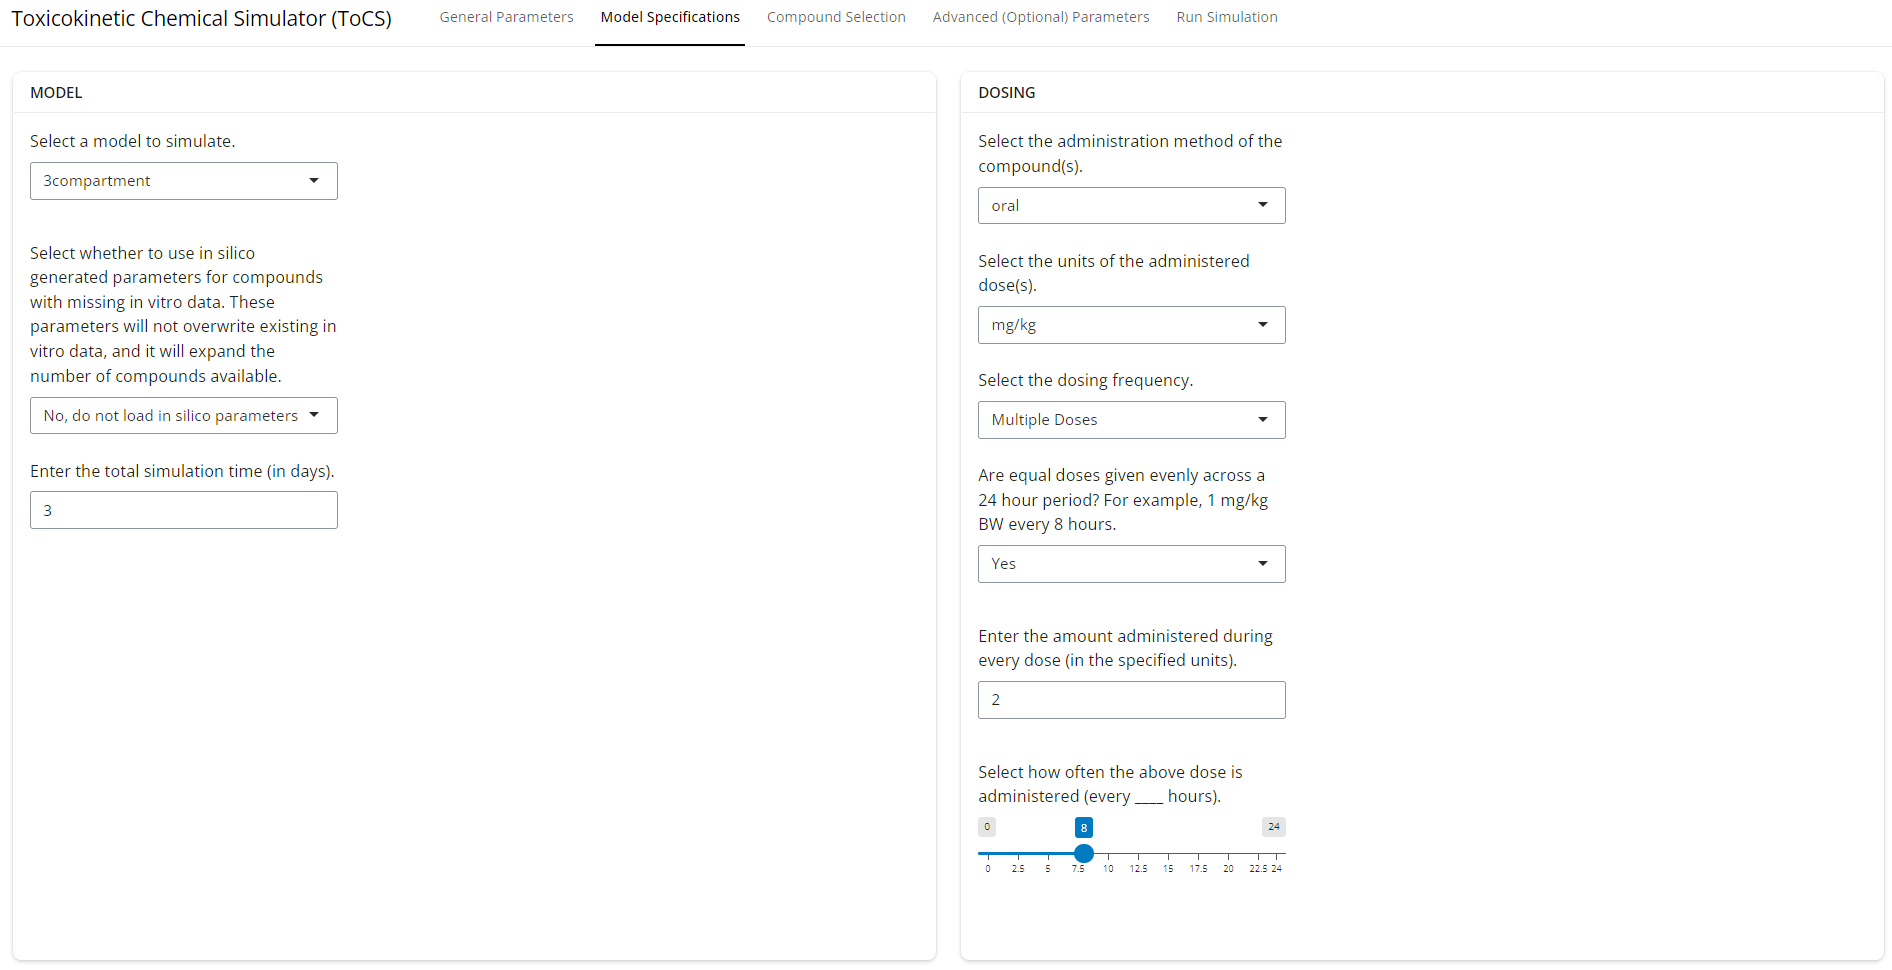 Toxicokinetic Chemical Simulator (ToCS)
General Parameters
Model Specifications
Compound Selection
Advanced (Optional) Parameters
Run Simulation
MODEL
Select a model to simulate.
3compartment
Select whether to use in silico
generated parameters for compounds
with missing in vitro data. These
parameters will not overwrite existing in
vitro data, and it will expand the
number of compounds available.
No, do not load in silico parameters
Enter the total simulation time (in days).
3
DOSING
Select the administration method of the
compound(s).
oral
Select the units of the administered
dose(s).
mg/kg
Select the dosing frequency.
Multiple Doses
Are equal doses given evenly across a
24 hour period? For example, 1 mg/kg
BW every 8 hours.
Yes
Enter the amount administered during
every dose (in the specified units).
2
Select how often the above dose is
administered (every ____ hours).
0 8 24
0 2.5 5 7.5 10 12.5 15 17.5 20 22.5 24